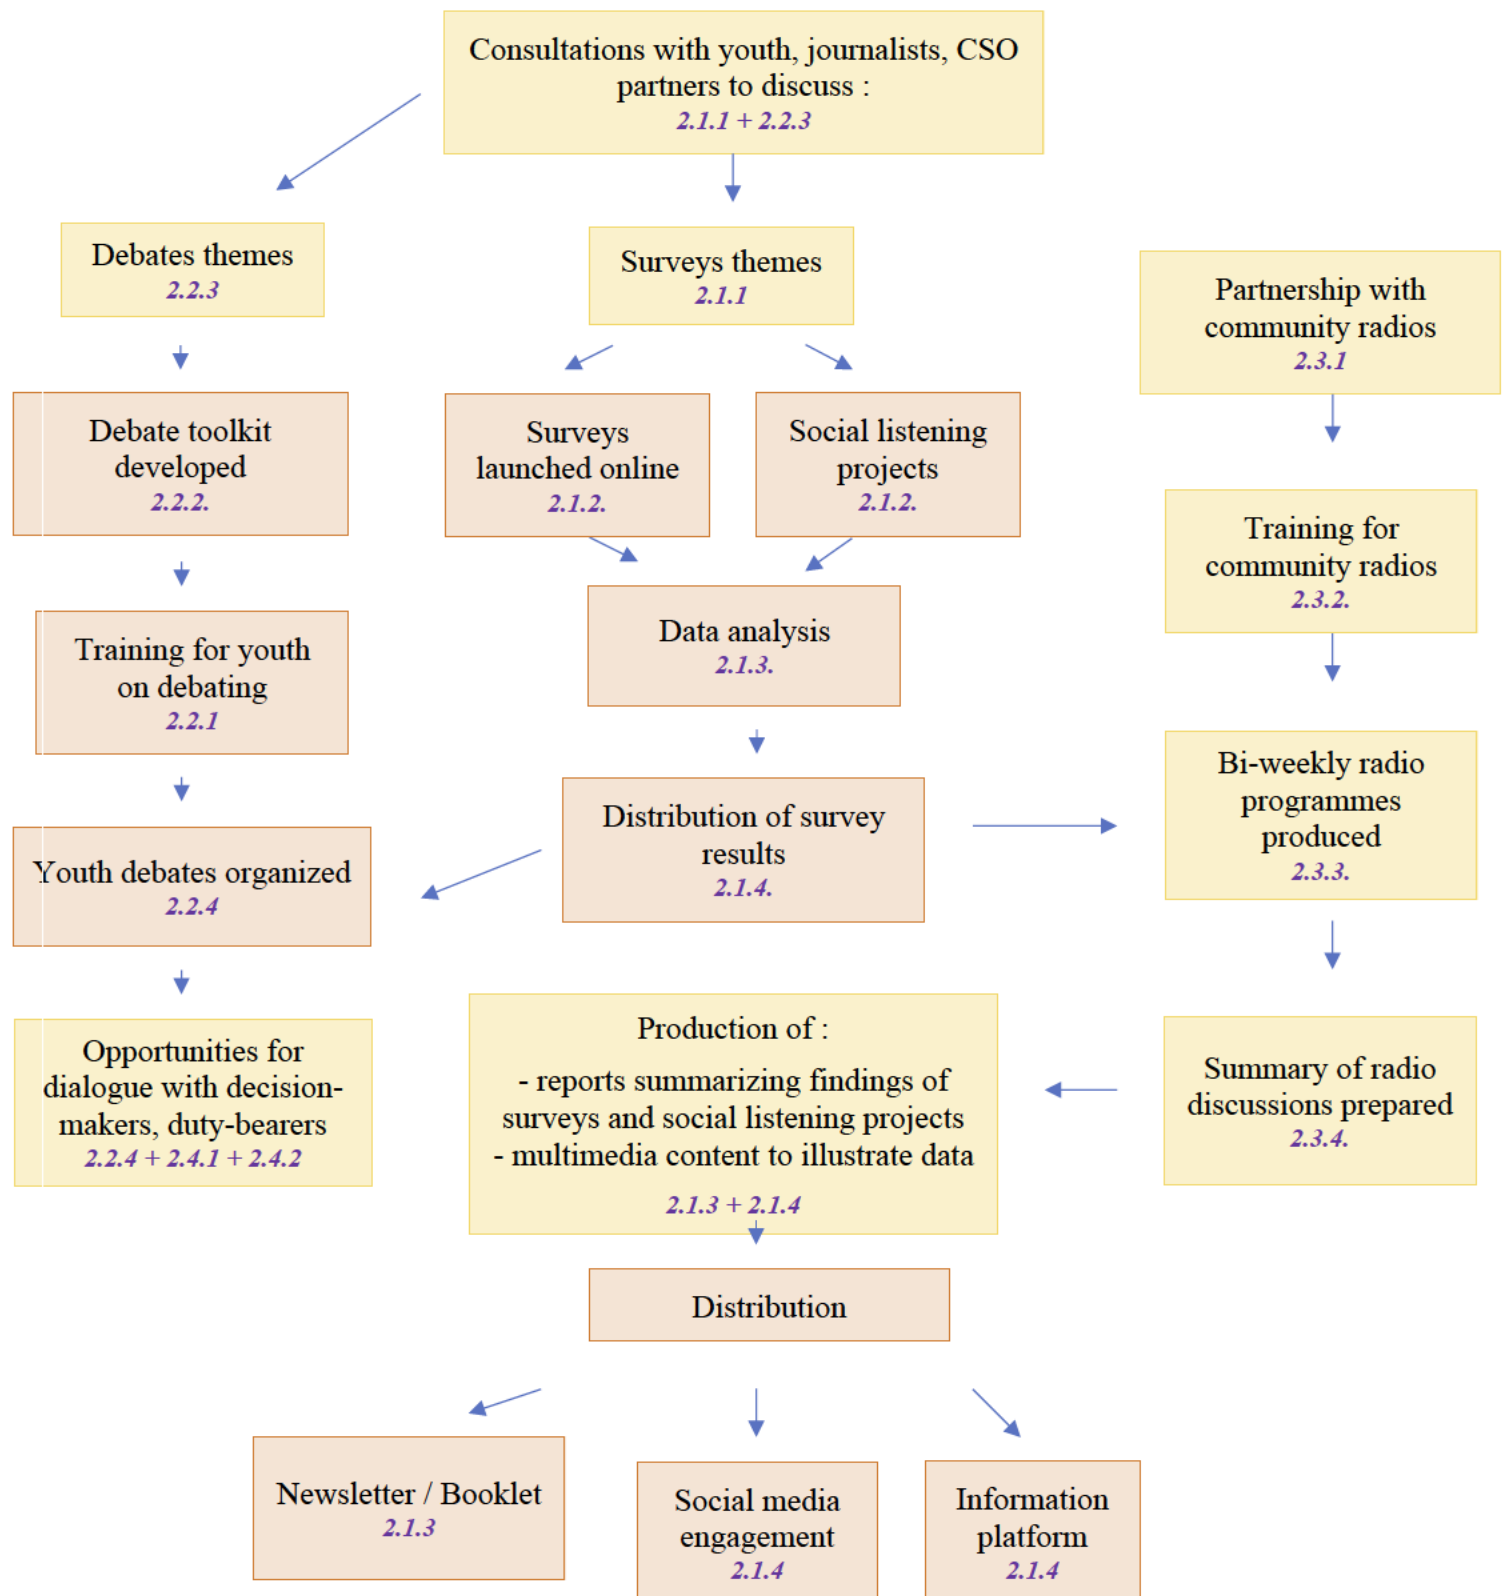 Consultations with youth, journalists, CSO
partners to discuss :
2.1.1 + 2.2.3
Debates themes
2.2.3
Surveys themes
2.1.1
Partnership with
community radios
2.3.1
Debate toolkit
developed
2.2.2.
Surveys
launched online
2.1.2.
Social listening
projects
2.1.2.
Training for
community radios
2.3.2.
Training for youth
on debating
2.2.1
Data analysis
2.1.3.
Bi-weekly radio
programmes
produced
2.3.3.
Distribution of survey
results
2.1.4.
Youth debates organized
2.2.4
Opportunities for
dialogue with decision-
makers, duty-bearers
2.2.4 + 2.4.1 + 2.4.2
Production of :
- reports summarizing findings of
surveys and social listening projects
- multimedia content to illustrate data
2.1.3 + 2.1.4
Summary of radio
discussions prepared
2.3.4.
Distribution
Newsletter / Booklet
2.1.3
Social media
engagement
2.1.4
Information
platform
2.1.4